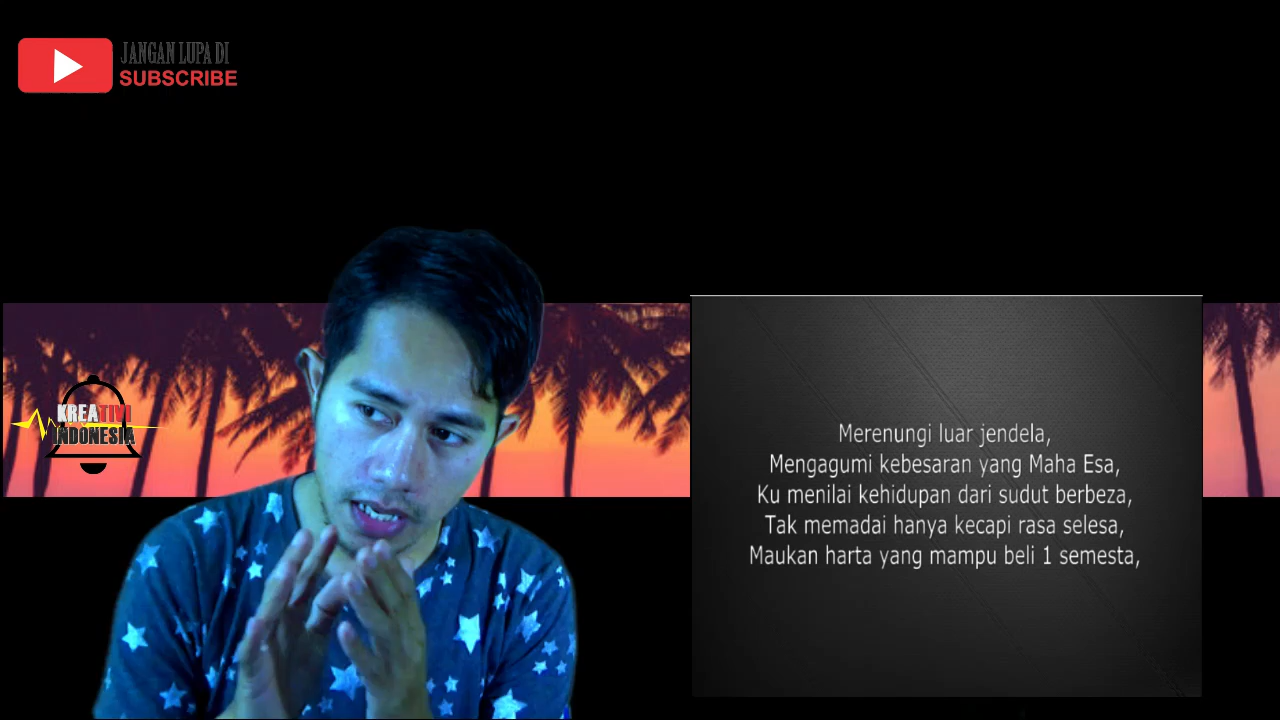 JANGAN LUPA DI
SUBSCRIBE
KREATIVI
INDONESIA
Merenungi luar jendela,
Mengagumi kebesaran yang Maha Esa,
Ku menilai kehidupan dari sudut berbeza,
Tak memadai hanya kecapi rasa selesa,
Maukan harta yang mampu beli 1 semesta,